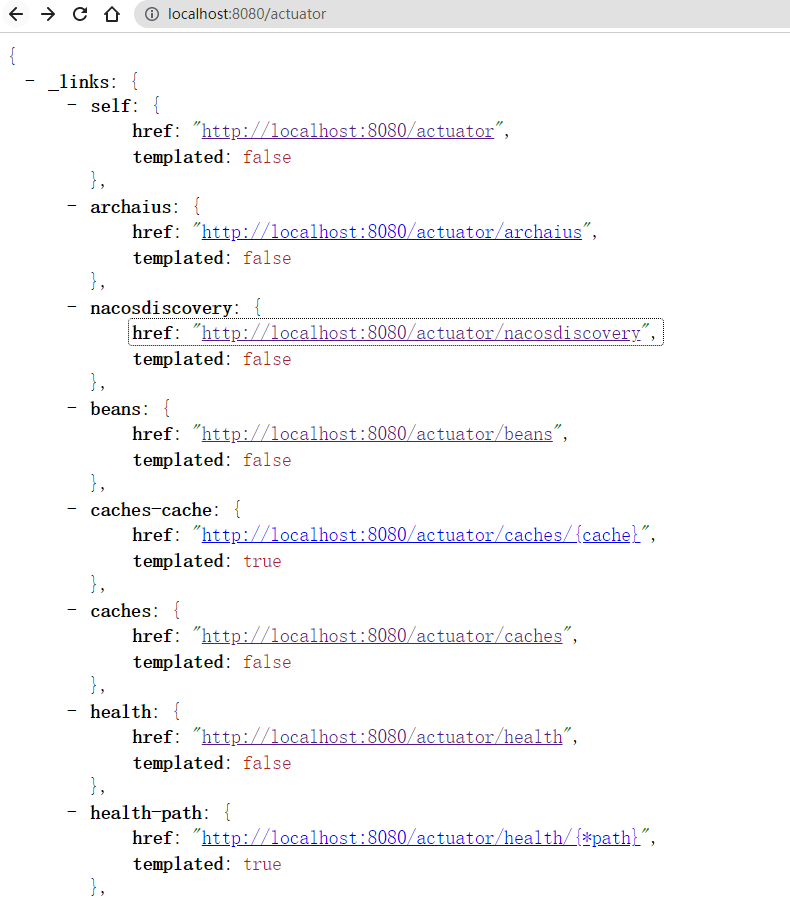 localhost:8080/actuator
{
- _links: {
- self: {
href: "http://localhost:8080/actuator",
templated: false
},
- archaius: {
href: "http://localhost:8080/actuator/archaius",
templated: false
},
- nacosdiscovery: {
href: "http://localhost:8080/actuator/nacosdiscovery",
templated: false
},
- beans: {
href: "http://localhost:8080/actuator/beans",
templated: false
},
- caches-cache: {
href: "http://localhost:8080/actuator/caches/{cache}",
templated: true
},
- caches: {
href: "http://localhost:8080/actuator/caches",
templated: false
},
- health: {
href: "http://localhost:8080/actuator/health",
templated: false
},
- health-path: {
href: "http://localhost:8080/actuator/health/{*path}",
templated: true
},